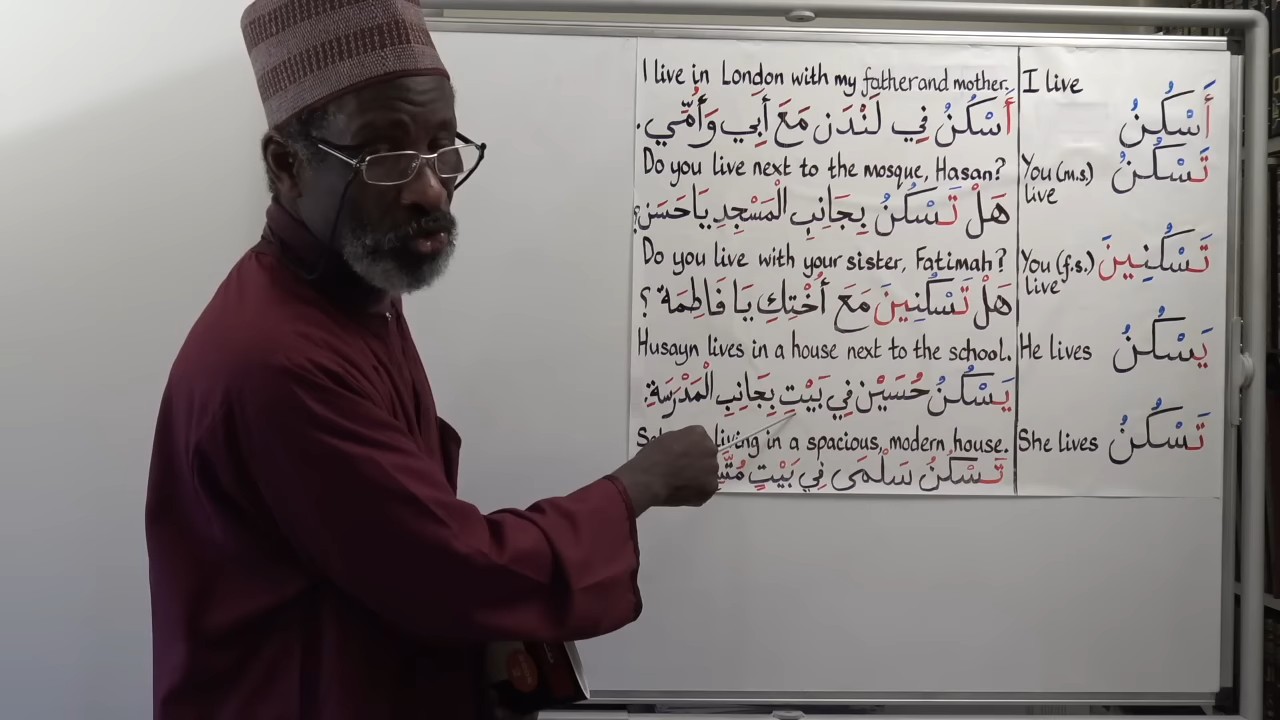 I live in London with my father and mother.
أَسْكُنُ فِي لَنْدَن مَعَ أَبِي وَأُمِّي.
Do you live next to the mosque, Hasan?
هَلْ تَسْكُنُ بِجَانِبِ الْمَسْجِدِ يَا حَسَن؟
Do you live with your sister, Fatimah?
هَلْ تَسْكُنِينَ مَعَ أُخْتِكِ يَا فَاطِمَة؟
Husayn lives in a house next to the school.
يَسْكُنُ حُسَيْن فِي بَيْتٍ بِجَانِبِ الْمَدْرَسَةِ.
living in a spacious, modern house.
تَسْكُنُ سَلْمَى فِي بَيْتٍ
I live
أَسْكُنُ
You (m.s.) live
تَسْكُنُ
You (f.s.) live
تَسْكُنِينَ
He lives
يَسْكُنُ
She lives
تَسْكُنُ